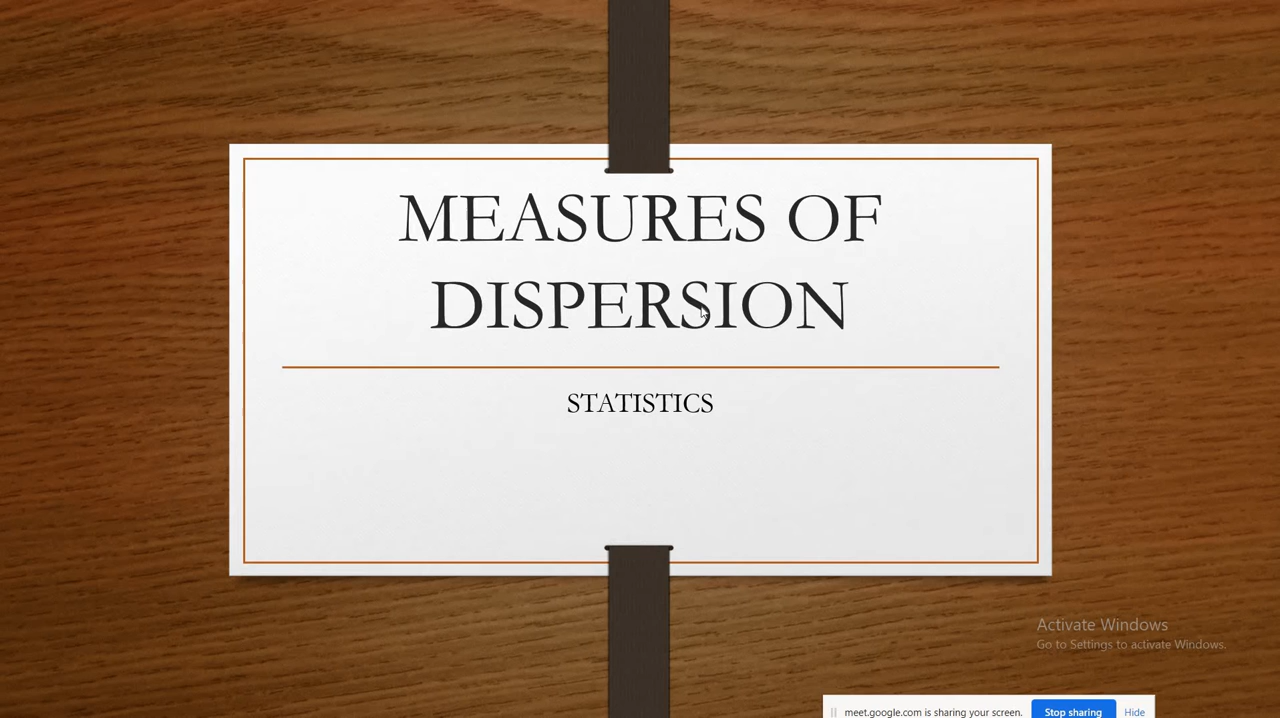 MEASURES OF
DISPERSION
STATISTICS
Activate Windows
Go to Settings to activate Windows.
meet.google.com is sharing your screen. Stop sharing Hide